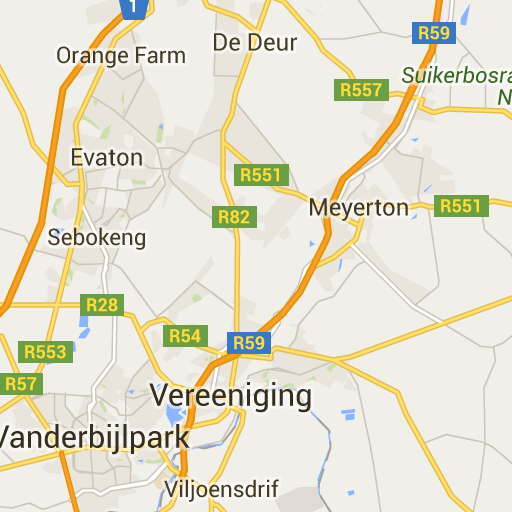 1
Orange Farm
De Deur
R59
Suikerbosra
N
R557
Evaton
R551
R82
Meyerton
R551
Sebokeng
R28
R54
R59
R553
R57
Vereeniging
Vanderbijlpark
Viljoensdrif